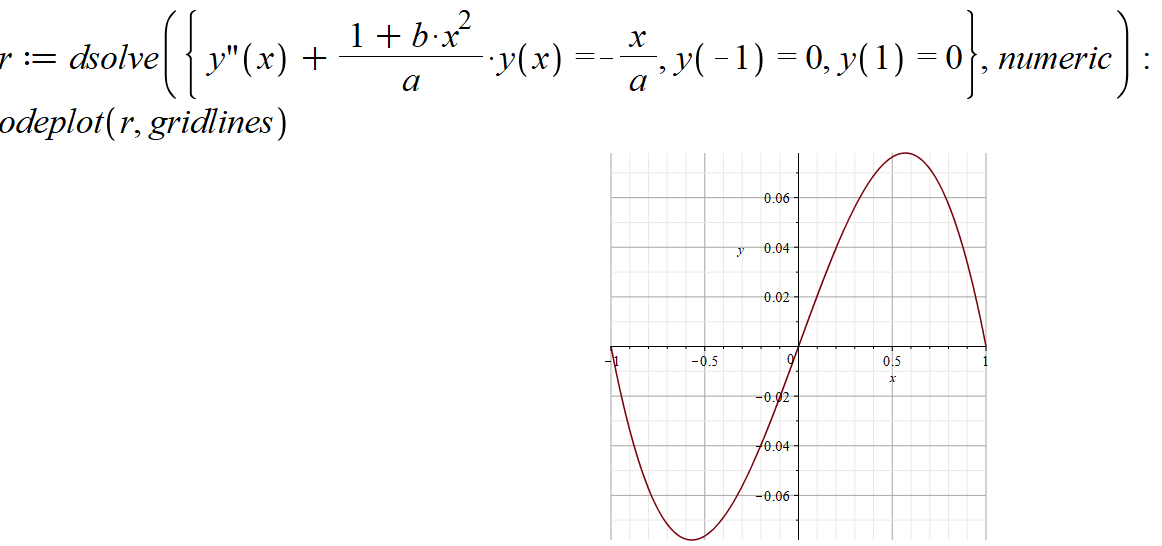 r := dsolve({y''(x) + (1 + b·x²)/a · y(x) = -x/a, y(-1) = 0, y(1) = 0}, numeric) :
odeplot(r, gridlines)
0.06
y 0.04
0.02
-1 -0.5 0 0.5 1
x
-0.02
-0.04
-0.06